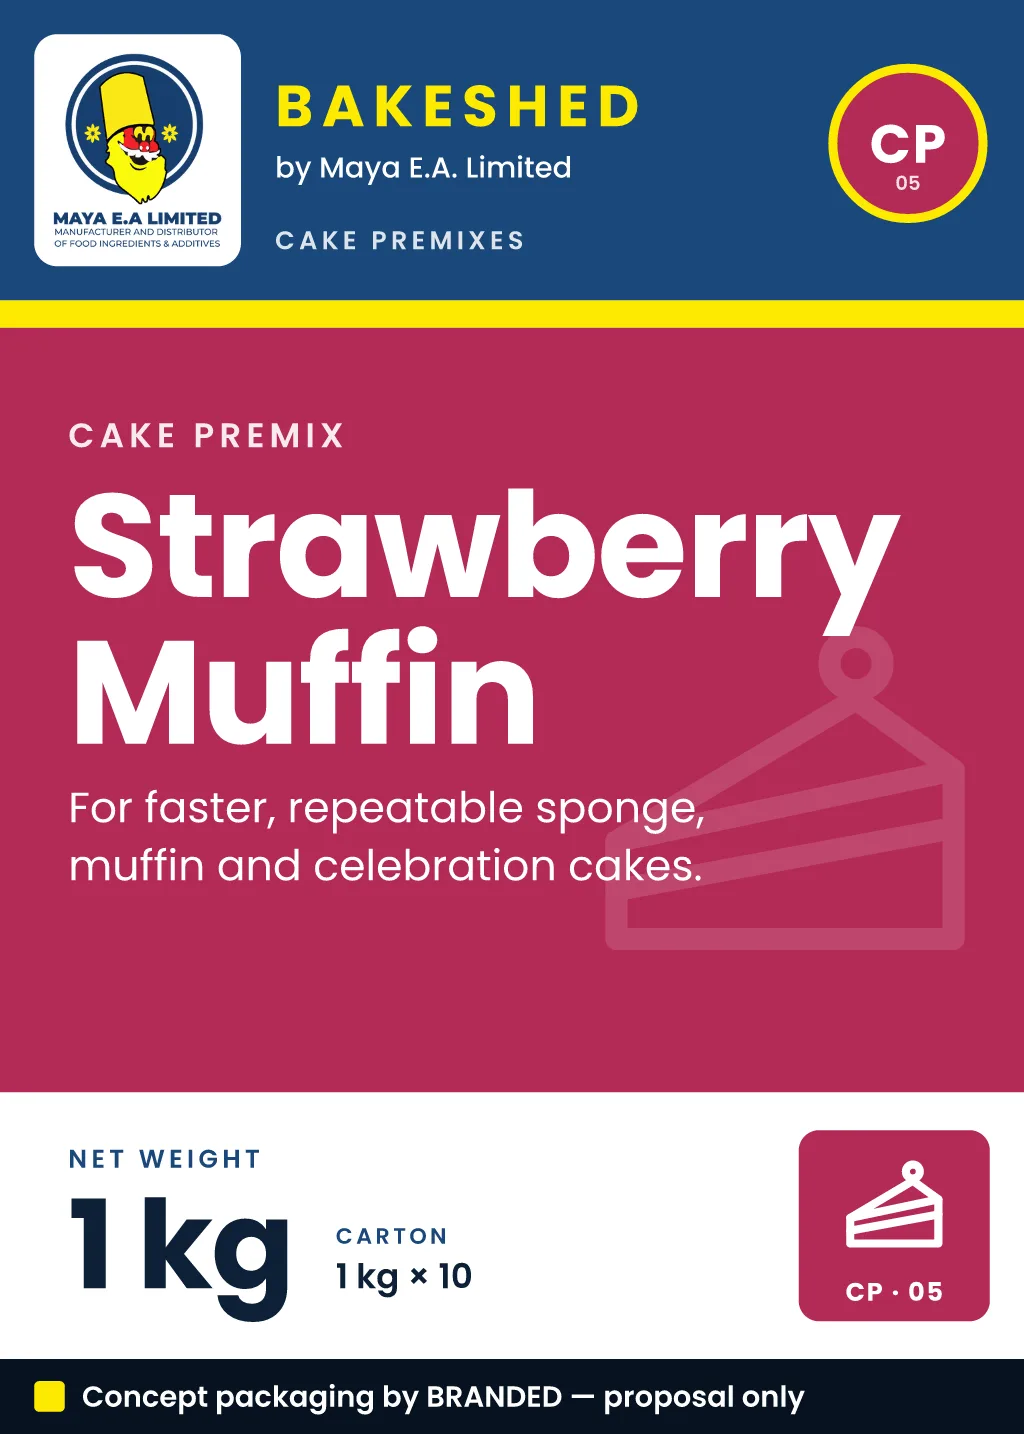 MAYA E.A LIMITED
MANUFACTURER AND DISTRIBUTOR
OF FOOD INGREDIENTS & ADDITIVES
BAKESHED
by Maya E.A. Limited
CAKE PREMIXES
CP
05
CAKE PREMIX
Strawberry
Muffin
For faster, repeatable sponge,
muffin and celebration cakes.
NET WEIGHT
1 kg
CARTON
1 kg × 10
CP · 05
Concept packaging by BRANDED — proposal only